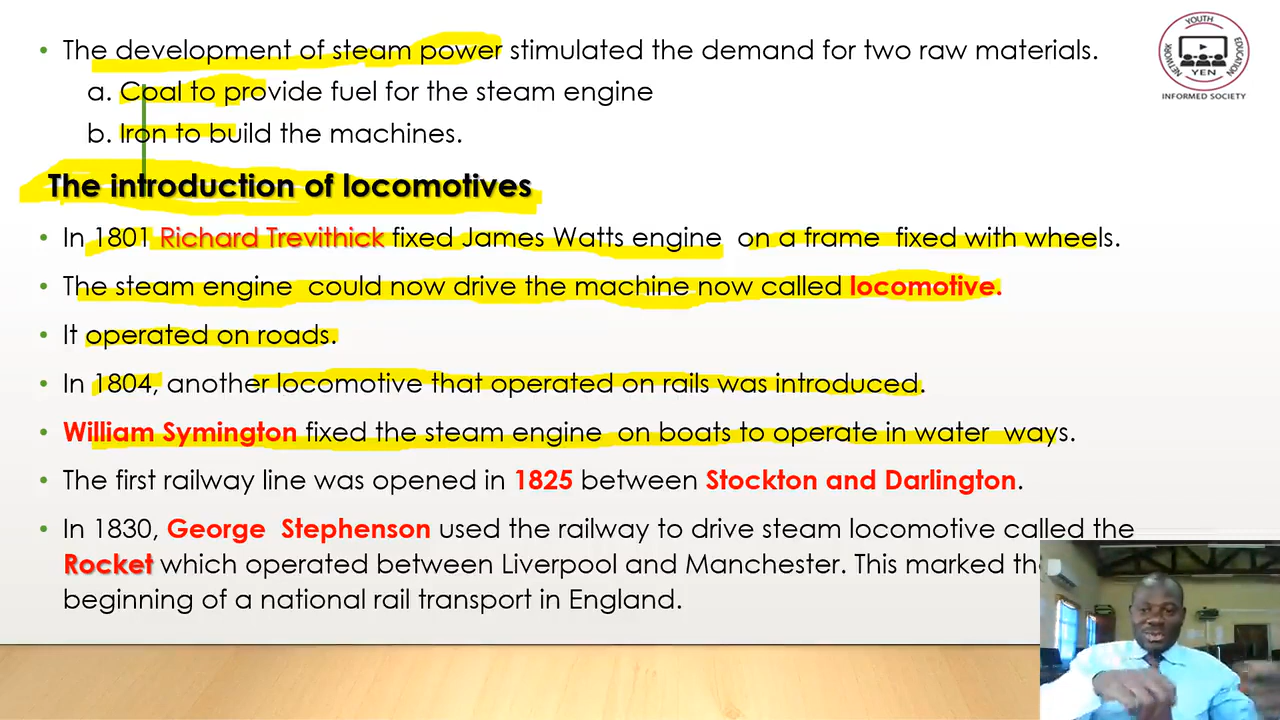 • The development of steam power stimulated the demand for two raw materials.
a. Coal to provide fuel for the steam engine
b. Iron to build the machines.
The introduction of locomotives
• In 1801 Richard Trevithick fixed James Watts engine on a frame fixed with wheels.
• The steam engine could now drive the machine now called locomotive.
• It operated on roads.
• In 1804, another locomotive that operated on rails was introduced.
• William Symington fixed the steam engine on boats to operate in water ways.
• The first railway line was opened in 1825 between Stockton and Darlington.
• In 1830, George Stephenson used the railway to drive steam locomotive called the
Rocket which operated between Liverpool and Manchester. This marked
beginning of a national rail transport in England.
YOUTH
EDUCATION
NETWORK
YEN
INFORMED SOCIETY